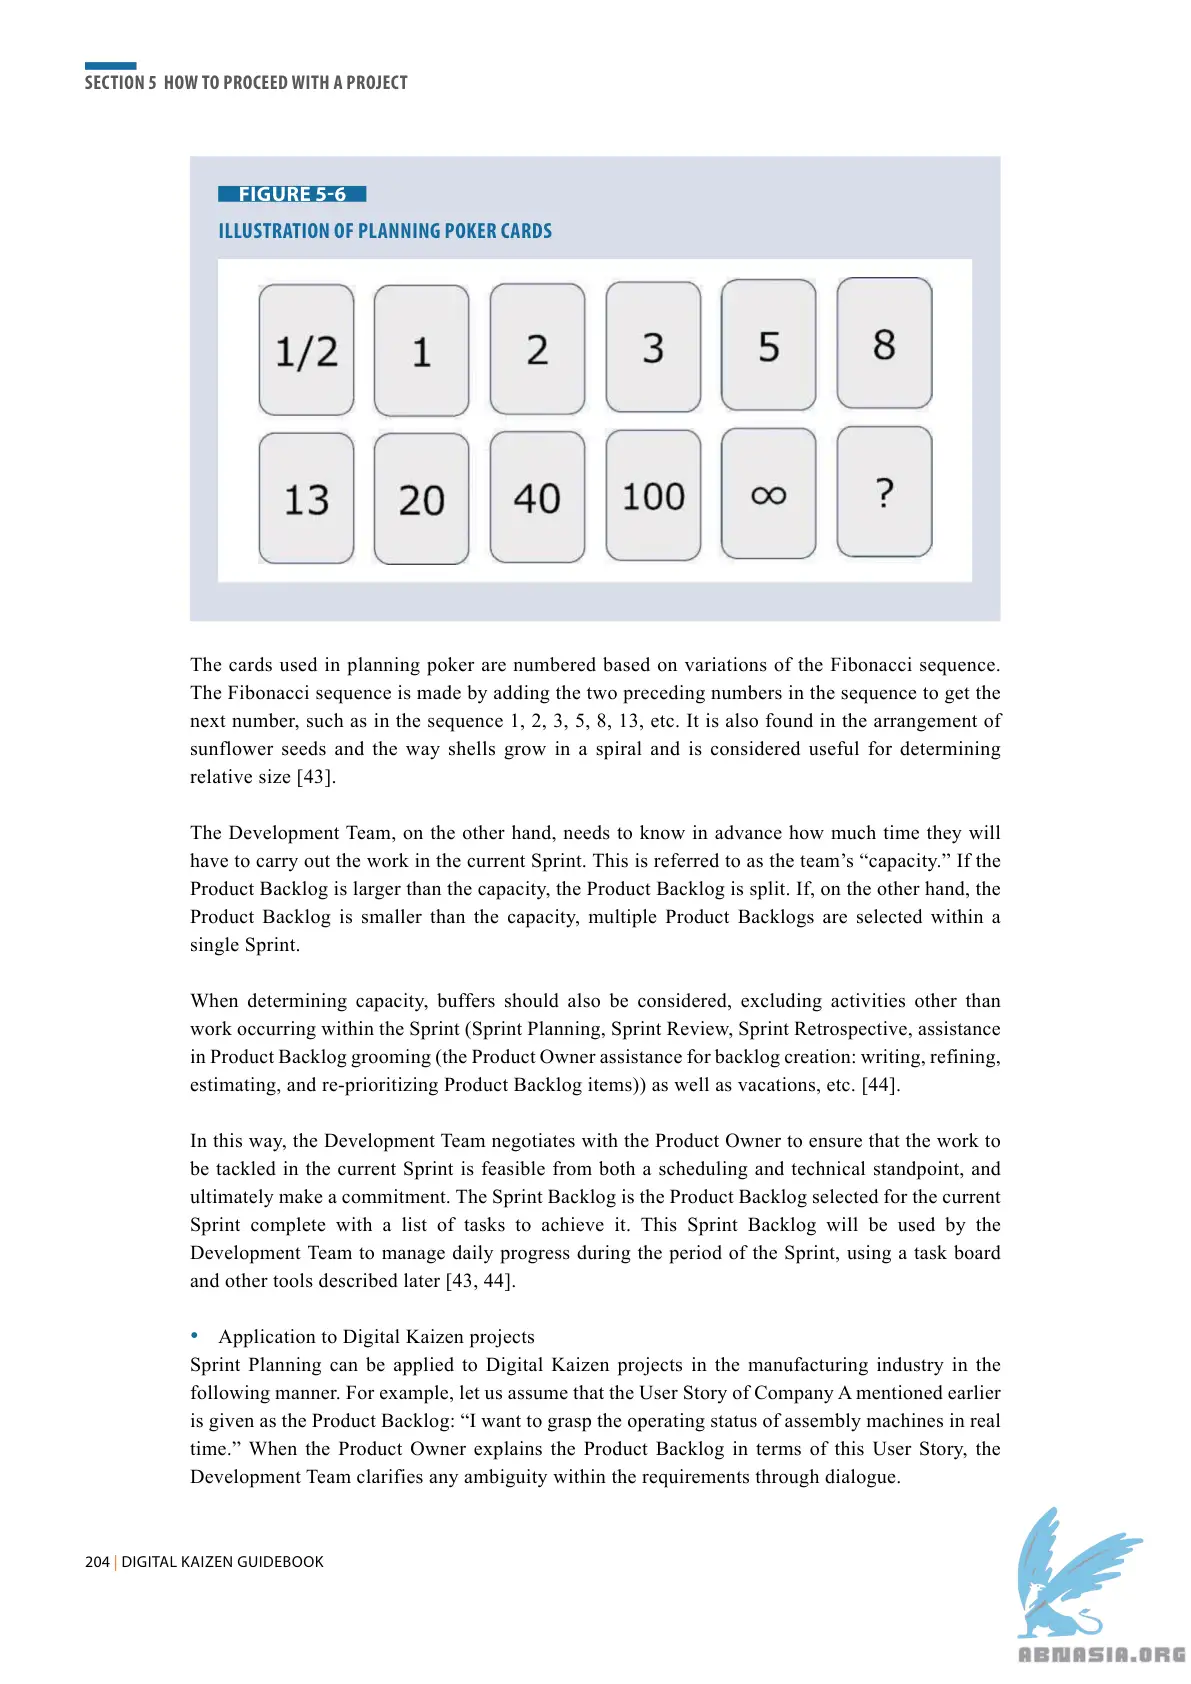 SECTION 5 HOW TO PROCEED WITH A PROJECT
FIGURE 5-6
ILLUSTRATION OF PLANNING POKER CARDS
1/2 1 2 3 5 8
13 20 40 100 ∞ ?
The cards used in planning poker are numbered based on variations of the Fibonacci sequence.
The Fibonacci sequence is made by adding the two preceding numbers in the sequence to get the
next number, such as in the sequence 1, 2, 3, 5, 8, 13, etc. It is also found in the arrangement of
sunflower seeds and the way shells grow in a spiral and is considered useful for determining
relative size [43].
The Development Team, on the other hand, needs to know in advance how much time they will
have to carry out the work in the current Sprint. This is referred to as the team’s “capacity.” If the
Product Backlog is larger than the capacity, the Product Backlog is split. If, on the other hand, the
Product Backlog is smaller than the capacity, multiple Product Backlogs are selected within a
single Sprint.
When determining capacity, buffers should also be considered, excluding activities other than
work occurring within the Sprint (Sprint Planning, Sprint Review, Sprint Retrospective, assistance
in Product Backlog grooming (the Product Owner assistance for backlog creation: writing, refining,
estimating, and re-prioritizing Product Backlog items)) as well as vacations, etc. [44].
In this way, the Development Team negotiates with the Product Owner to ensure that the work to
be tackled in the current Sprint is feasible from both a scheduling and technical standpoint, and
ultimately make a commitment. The Sprint Backlog is the Product Backlog selected for the current
Sprint complete with a list of tasks to achieve it. This Sprint Backlog will be used by the
Development Team to manage daily progress during the period of the Sprint, using a task board
and other tools described later [43, 44].
• Application to Digital Kaizen projects
Sprint Planning can be applied to Digital Kaizen projects in the manufacturing industry in the
following manner. For example, let us assume that the User Story of Company A mentioned earlier
is given as the Product Backlog: “I want to grasp the operating status of assembly machines in real
time.” When the Product Owner explains the Product Backlog in terms of this User Story, the
Development Team clarifies any ambiguity within the requirements through dialogue.
204 | DIGITAL KAIZEN GUIDEBOOK
ABNASIA.ORG